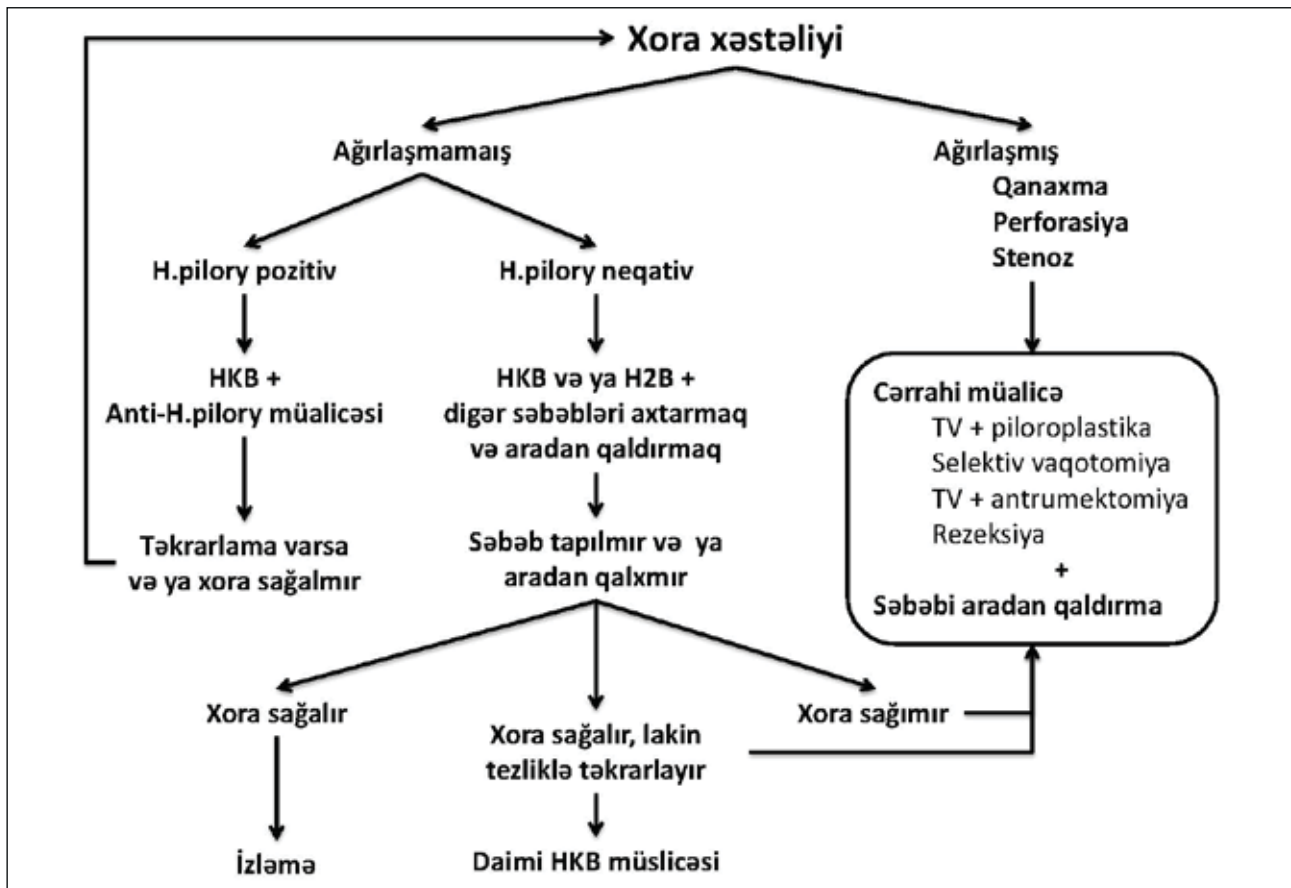 Xora xəstəliyi
Ağırlaşmamaış
Ağırlaşmış
Qanaxma
Perforasiya
Stenoz
H.pilory pozitiv
H.pilory neqativ
HKB +
Anti-H.pilory müalicəsi
HKB və ya H2B +
digər səbəbləri axtarmaq
və aradan qaldırmaq
Cərrahi müalicə
TV + piloroplastika
Selektiv vaqotomiya
TV + antrumektomiya
Rezeksiya
+
Səbəbi aradan qaldırma
Təkrarlama varsa
və ya xora sağalmır
Səbəb tapılmır və ya
aradan qalxmır
Xora sağalır
Xora sağalır, lakin
tezliklə təkrarlayır
Xora sağımır
İzləmə
Daimi HKB müslicəsi